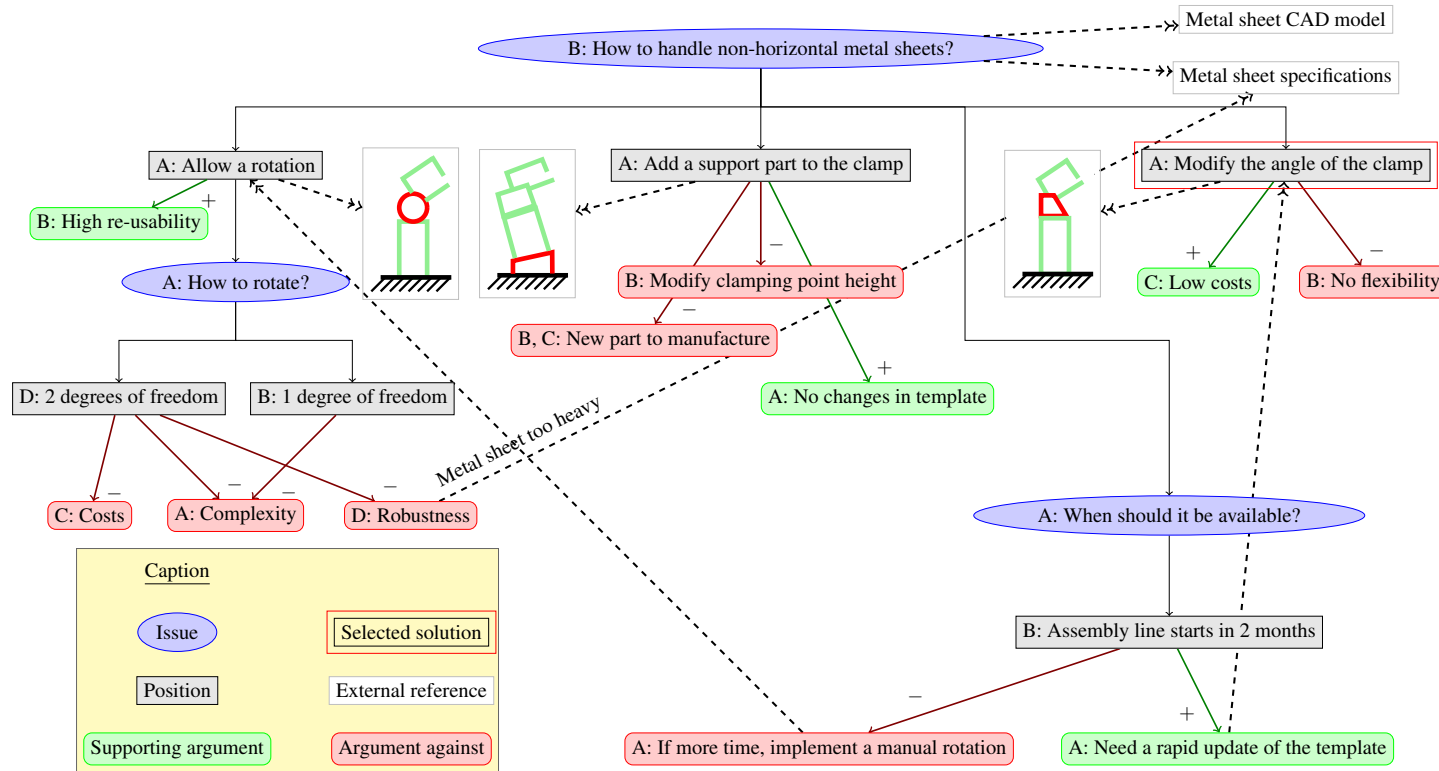 Metal sheet CAD model
B: How to handle non-horizontal metal sheets?
Metal sheet specifications
A: Allow a rotation
A: Add a support part to the clamp
A: Modify the angle of the clamp
+
B: High re-usability
−
+
−
A: How to rotate?
B: Modify clamping point height
C: Low costs
B: No flexibility
−
B, C: New part to manufacture
+
D: 2 degrees of freedom
B: 1 degree of freedom
A: No changes in template
Metal sheet too heavy
−
−
−
−
C: Costs
A: Complexity
D: Robustness
A: When should it be available?
Caption
Issue
Selected solution
B: Assembly line starts in 2 months
Position
External reference
−
+
Supporting argument
Argument against
A: If more time, implement a manual rotation
A: Need a rapid update of the template